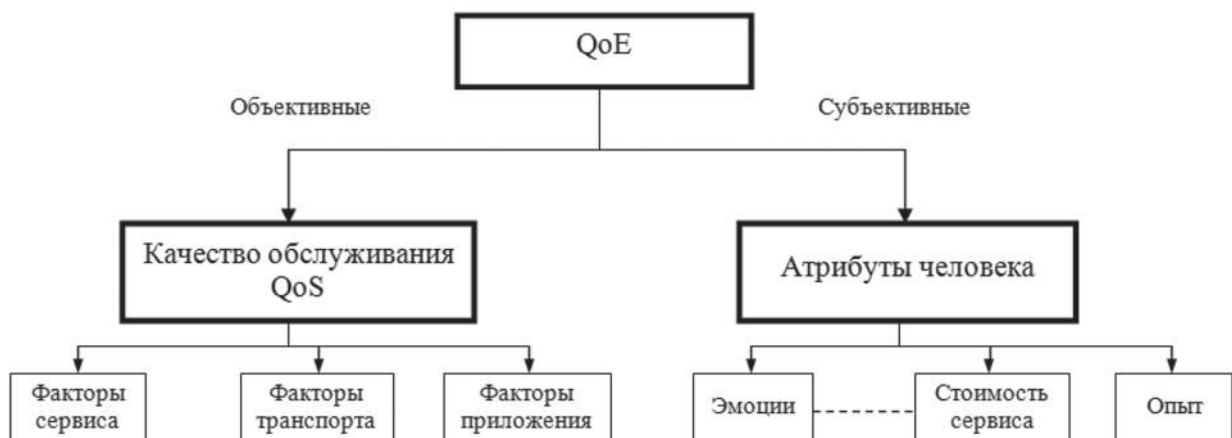 QoE
Объективные
Субъективные
Качество обслуживания
QoS
Атрибуты человека
Факторы
сервиса
Факторы
транспорта
Факторы
приложения
Эмоции
Стоимость
сервиса
Опыт